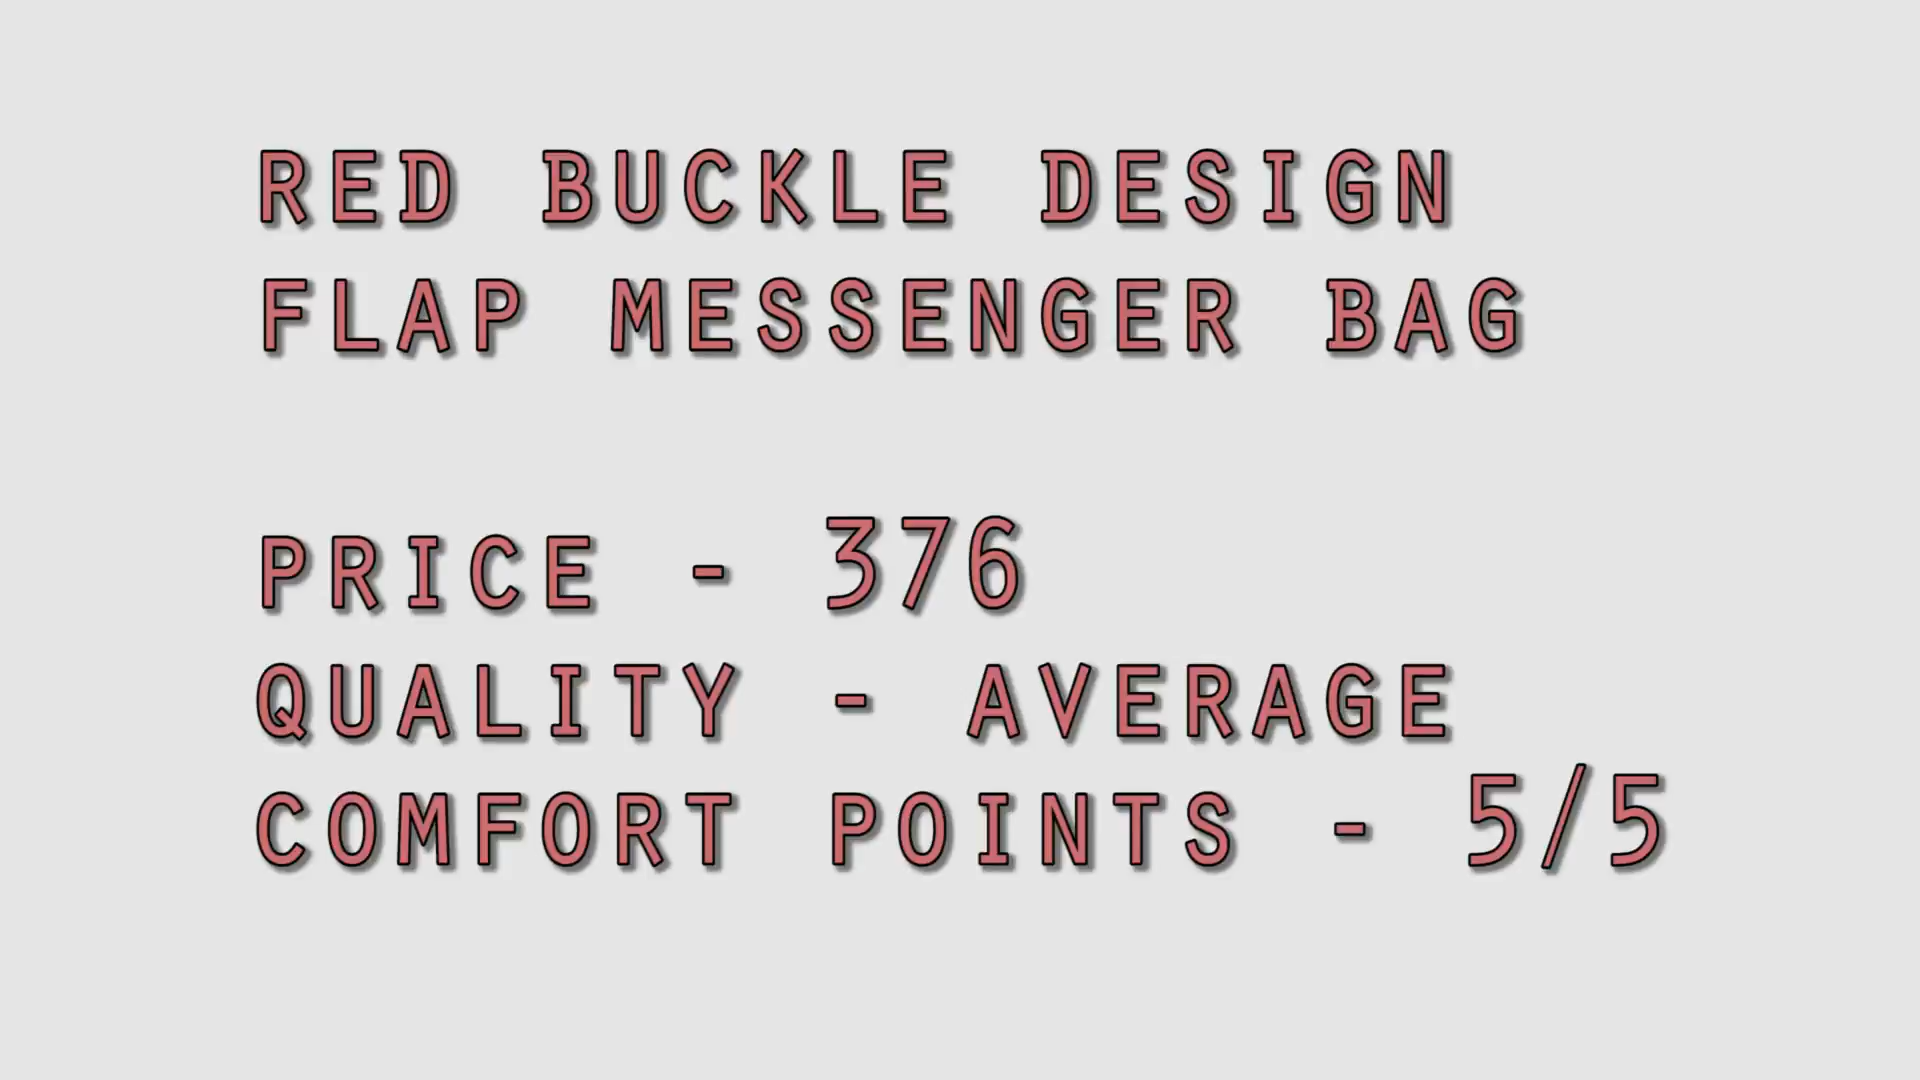 RED BUCKLE DESIGN
FLAP MESSENGER BAG
PRICE - 376
QUALITY - AVERAGE
COMFORT POINTS - 5/5